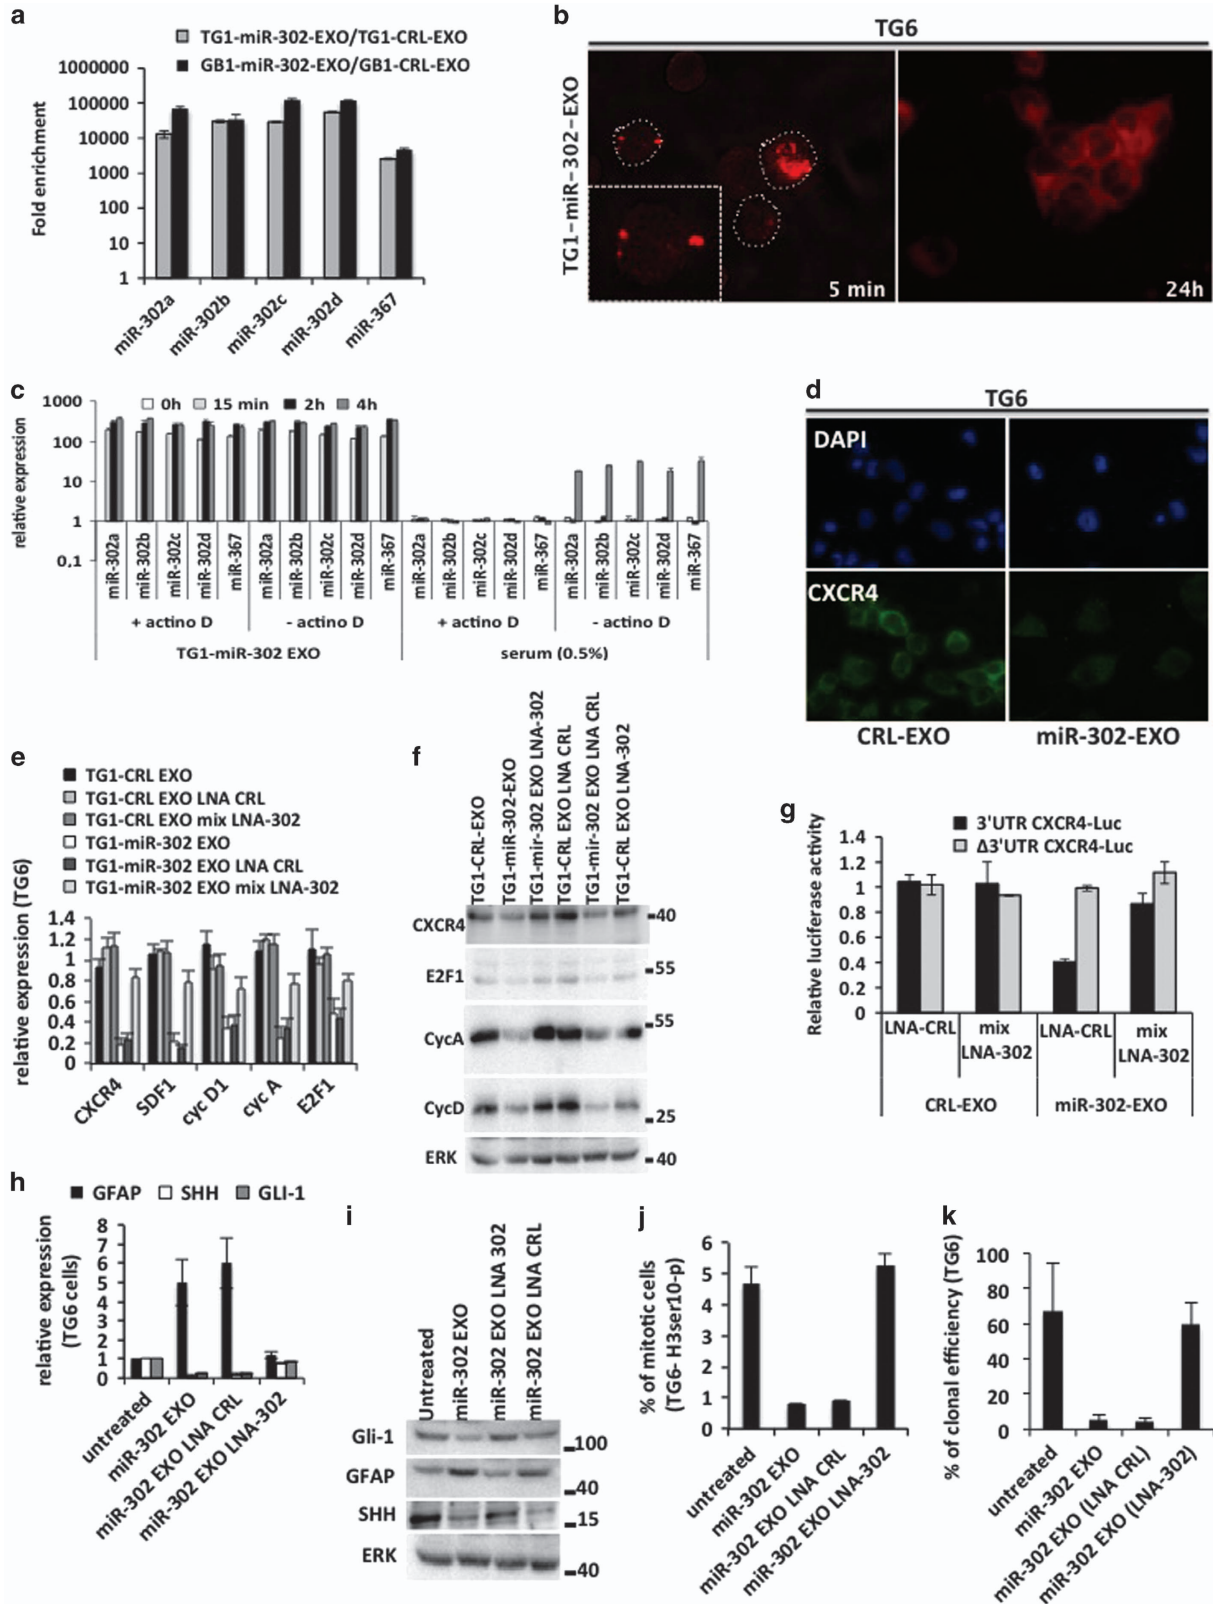 a
TG1-miR-302-EXO/TG1-CRL-EXO
GB1-miR-302-EXO/GB1-CRL-EXO
Fold enrichment
1000000
100000
10000
1000
100
10
1
miR-302a
miR-302b
miR-302c
miR-302d
miR-367
b
TG6
TG1-miR-302-EXO
5 min
24h
c
0h
15 min
2h
4h
relative expression
1000
100
10
1
0,1
miR-302a
miR-302b
miR-302c
miR-302d
miR-367
miR-302a
miR-302b
miR-302c
miR-302d
miR-367
miR-302a
miR-302b
miR-302c
miR-302d
miR-367
miR-302a
miR-302b
miR-302c
miR-302d
miR-367
+ actino D
- actino D
+ actino D
- actino D
TG1-miR-302 EXO
serum (0.5%)
d
TG6
DAPI
CXCR4
CRL-EXO
miR-302-EXO
e
TG1-CRL EXO
TG1-CRL EXO LNA CRL
TG1-CRL EXO mix LNA-302
TG1-miR-302 EXO
TG1-miR-302 EXO LNA CRL
TG1-miR-302 EXO mix LNA-302
relative expression (TG6)
1.4
1.2
1
0.8
0.6
0.4
0.2
0
CXCR4
SDF1
cyc D1
cyc A
E2F1
f
TG1-CRL-EXO
TG1-miR-302-EXO
TG1-mir-302 EXO LNA-302
TG1-CRL EXO LNA CRL
TG1-mir-302 EXO LNA CRL
TG1-CRL EXO LNA-302
CXCR4
40
E2F1
55
CycA
55
CycD
25
ERK
40
g
3'UTR CXCR4-Luc
Δ3'UTR CXCR4-Luc
Relative luciferase activity
1.4
1.2
1
0.8
0.6
0.4
0.2
0
LNA-CRL
mix
LNA-302
LNA-CRL
mix
LNA-302
CRL-EXO
miR-302-EXO
h
GFAP
SHH
GLI-1
relative expression
(TG6 cells)
8
7
6
5
4
3
2
1
0
untreated
miR-302 EXO
miR-302 EXO LNA CRL
miR-302 EXO LNA-302
i
Untreated
miR-302 EXO
miR-302 EXO LNA 302
miR-302 EXO LNA CRL
Gli-1
100
GFAP
40
SHH
15
ERK
40
j
% of mitotic cells
(TG6- H3ser10-p)
6
5
4
3
2
1
0
untreated
miR-302 EXO
miR-302 EXO LNA CRL
miR-302 EXO LNA-302
k
% of clonal efficiency (TG6)
100
80
60
40
20
0
untreated
miR-302 EXO
miR-302 EXO (LNA CRL)
miR-302 EXO (LNA-302)